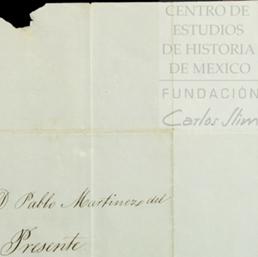 CENTRO DE
ESTUDIOS
DE HISTORIA
DE MEXICO
FUNDACIÓN
Carlos Slim
D Pablo Martinez del
Presente